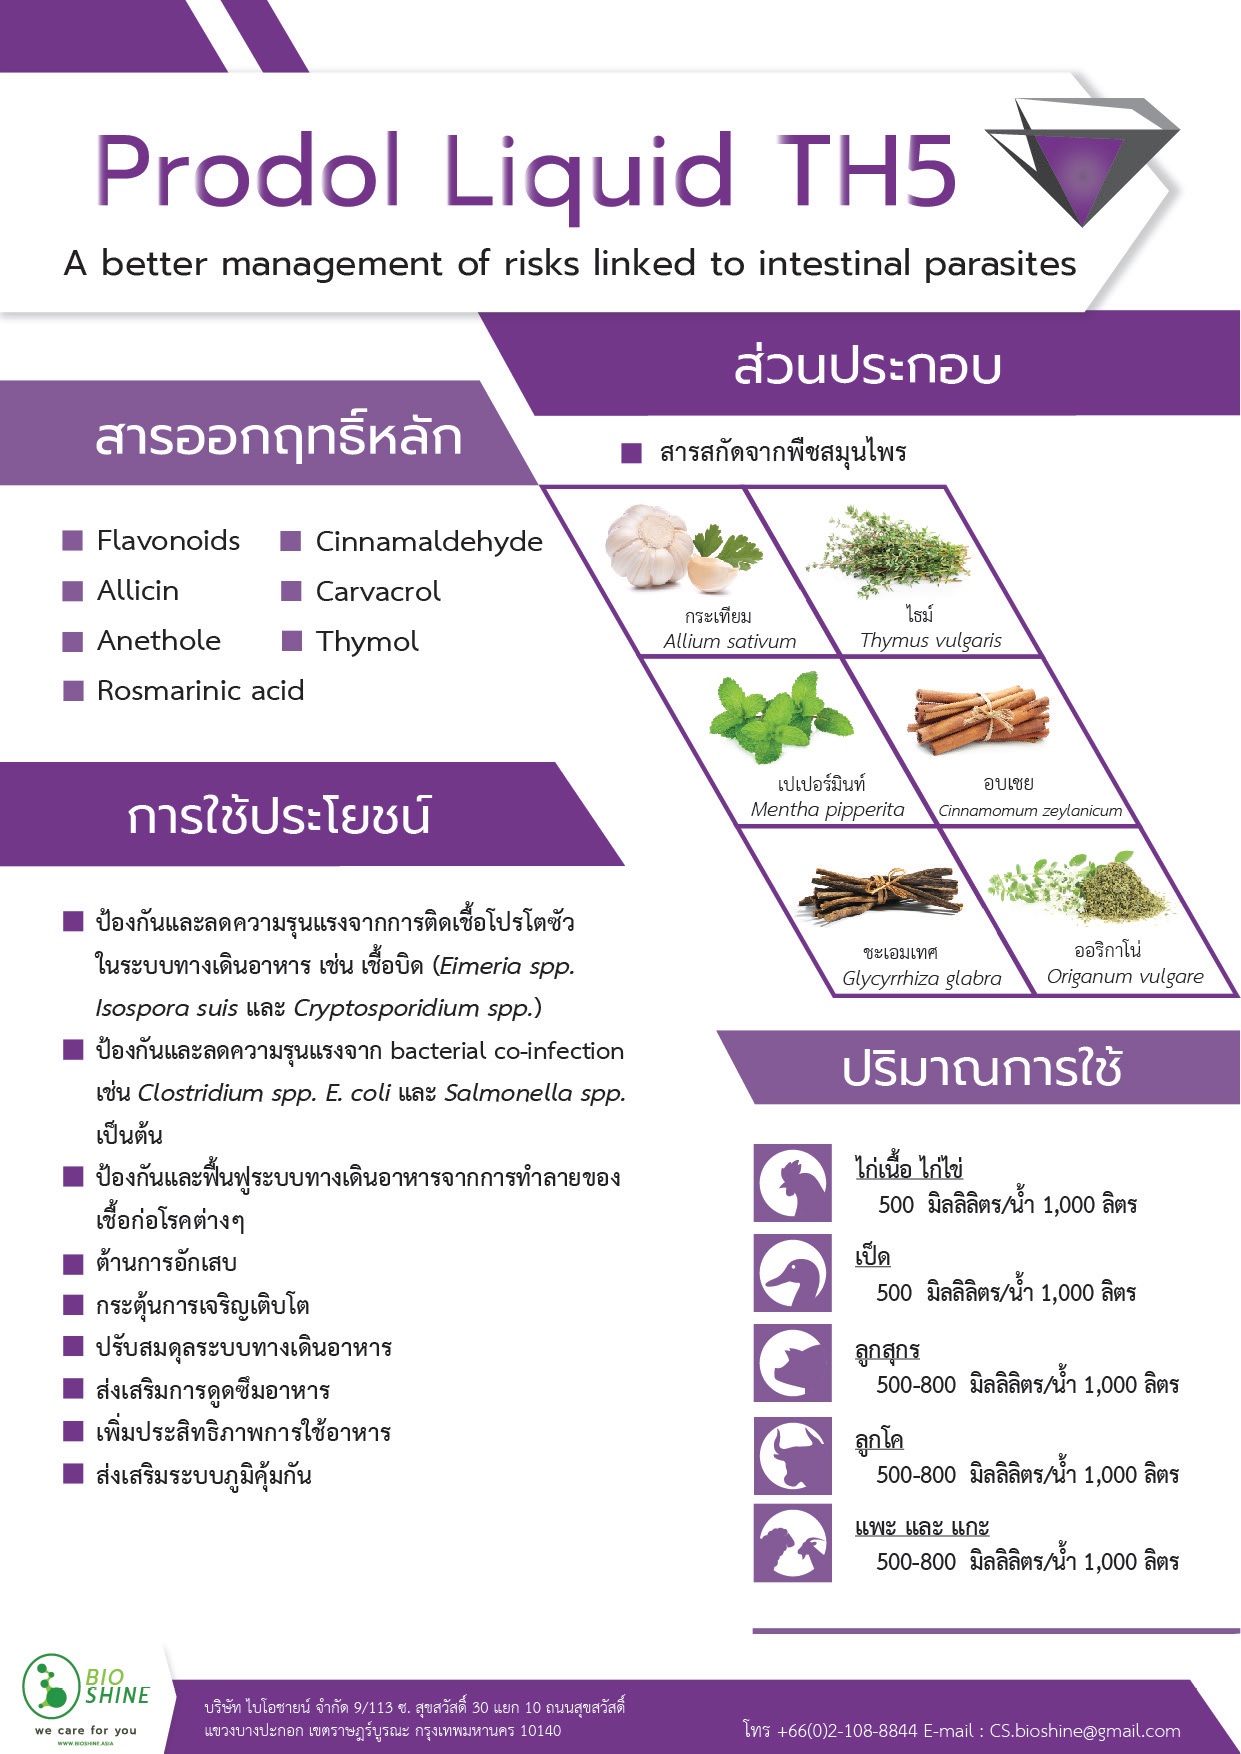 Prodol Liquid TH5
A better management of risks linked to intestinal parasites
สารออกฤทธิ์หลัก
Flavonoids
Allicin
Anethole
Rosmarinic acid
Cinnamaldehyde
Carvacrol
Thymol
การใช้ประโยชน์
ป้องกันและลดความรุนแรงจากการติดเชื้อโปรโตซัว
ในระบบทางเดินอาหาร เช่น เชื้อบิด (Eimeria spp.
Isospora suis และ Cryptosporidium spp.)
ป้องกันและลดความรุนแรงจาก bacterial co-infection
เช่น Clostridium spp. E. coli และ Salmonella spp.
เป็นต้น
ป้องกันและฟื้นฟูระบบทางเดินอาหารจากการทำลายของ
เชื้อก่อโรคต่างๆ
ต้านการอักเสบ
กระตุ้นการเจริญเติบโต
ปรับสมดุลระบบทางเดินอาหาร
ส่งเสริมการดูดซึมอาหาร
เพิ่มประสิทธิภาพการใช้อาหาร
ส่งเสริมระบบภูมิคุ้มกัน
ส่วนประกอบ
สารสกัดจากพืชสมุนไพร
กระเทียม
Allium sativum
ไธม์
Thymus vulgaris
เปเปอร์มินท์
Mentha pipperita
อบเชย
Cinnamomum zeylanicum
ชะเอมเทศ
Glycyrrhiza glabra
ออริกาโน่
Origanum vulgare
ปริมาณการใช้
ไก่เนื้อ ไก่ไข่
500 มิลลิลิตร/น้ำ 1,000 ลิตร
เป็ด
500 มิลลิลิตร/น้ำ 1,000 ลิตร
ลูกสุกร
500-800 มิลลิลิตร/น้ำ 1,000 ลิตร
ลูกโค
500-800 มิลลิลิตร/น้ำ 1,000 ลิตร
แพะ และ แกะ
500-800 มิลลิลิตร/น้ำ 1,000 ลิตร
BIO
SHINE
we care for you
WWW.BIOSHINE.ASIA
บริษัท ไบโอชายน์ จำกัด 9/113 ซ. สุขสวัสดิ์ 30 แยก 10 ถนนสุขสวัสดิ์
แขวงบางปะกอก เขตราษฎร์บูรณะ กรุงเทพมหานคร 10140
โทร +66(0)2-108-8844 E-mail : CS.bioshine@gmail.com